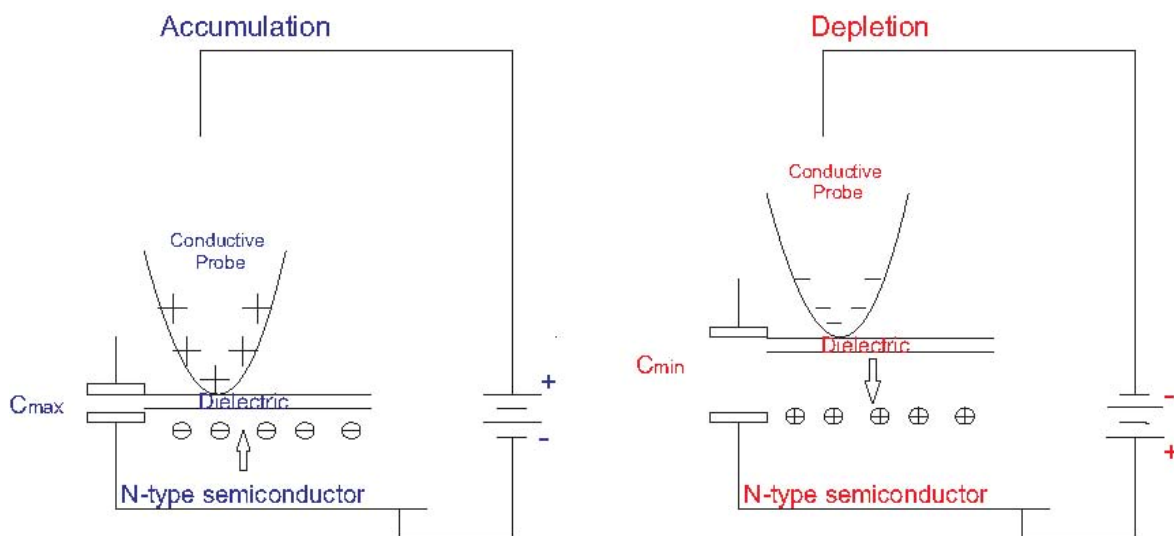 Accumulation
Conductive
Probe
+
-
Cmax
Dielectric
N-type semiconductor
Depletion
Conductive
Probe
Cmin
Dielectric
-
+
N-type semiconductor